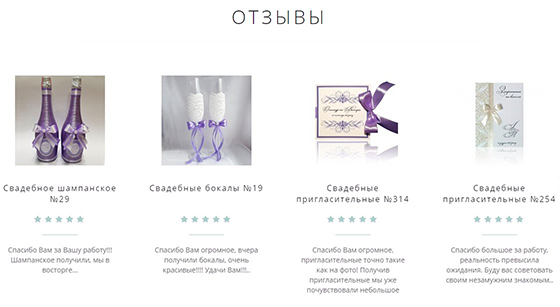 ОТЗЫВЫ
Свадебное шампанское
№29
Спасибо Вам за Вашу работу!!!
Шампанское получили, мы в
восторге...
Свадебные бокалы №19
Спасибо Вам огромное, вчера
получили бокалы, очень
красивые!!!! Удачи Вам!!!..
Свадебные
пригласительные №314
Спасибо Вам огромное,
пригласительные точно такие
как на фото! Получив
пригласительные мы уже
почувствовали небольшое
Свадебные
пригласительные №254
Спасибо большое за работу,
реальность превысила
ожидания. Буду вас советовать
своим незамужним знакомым..